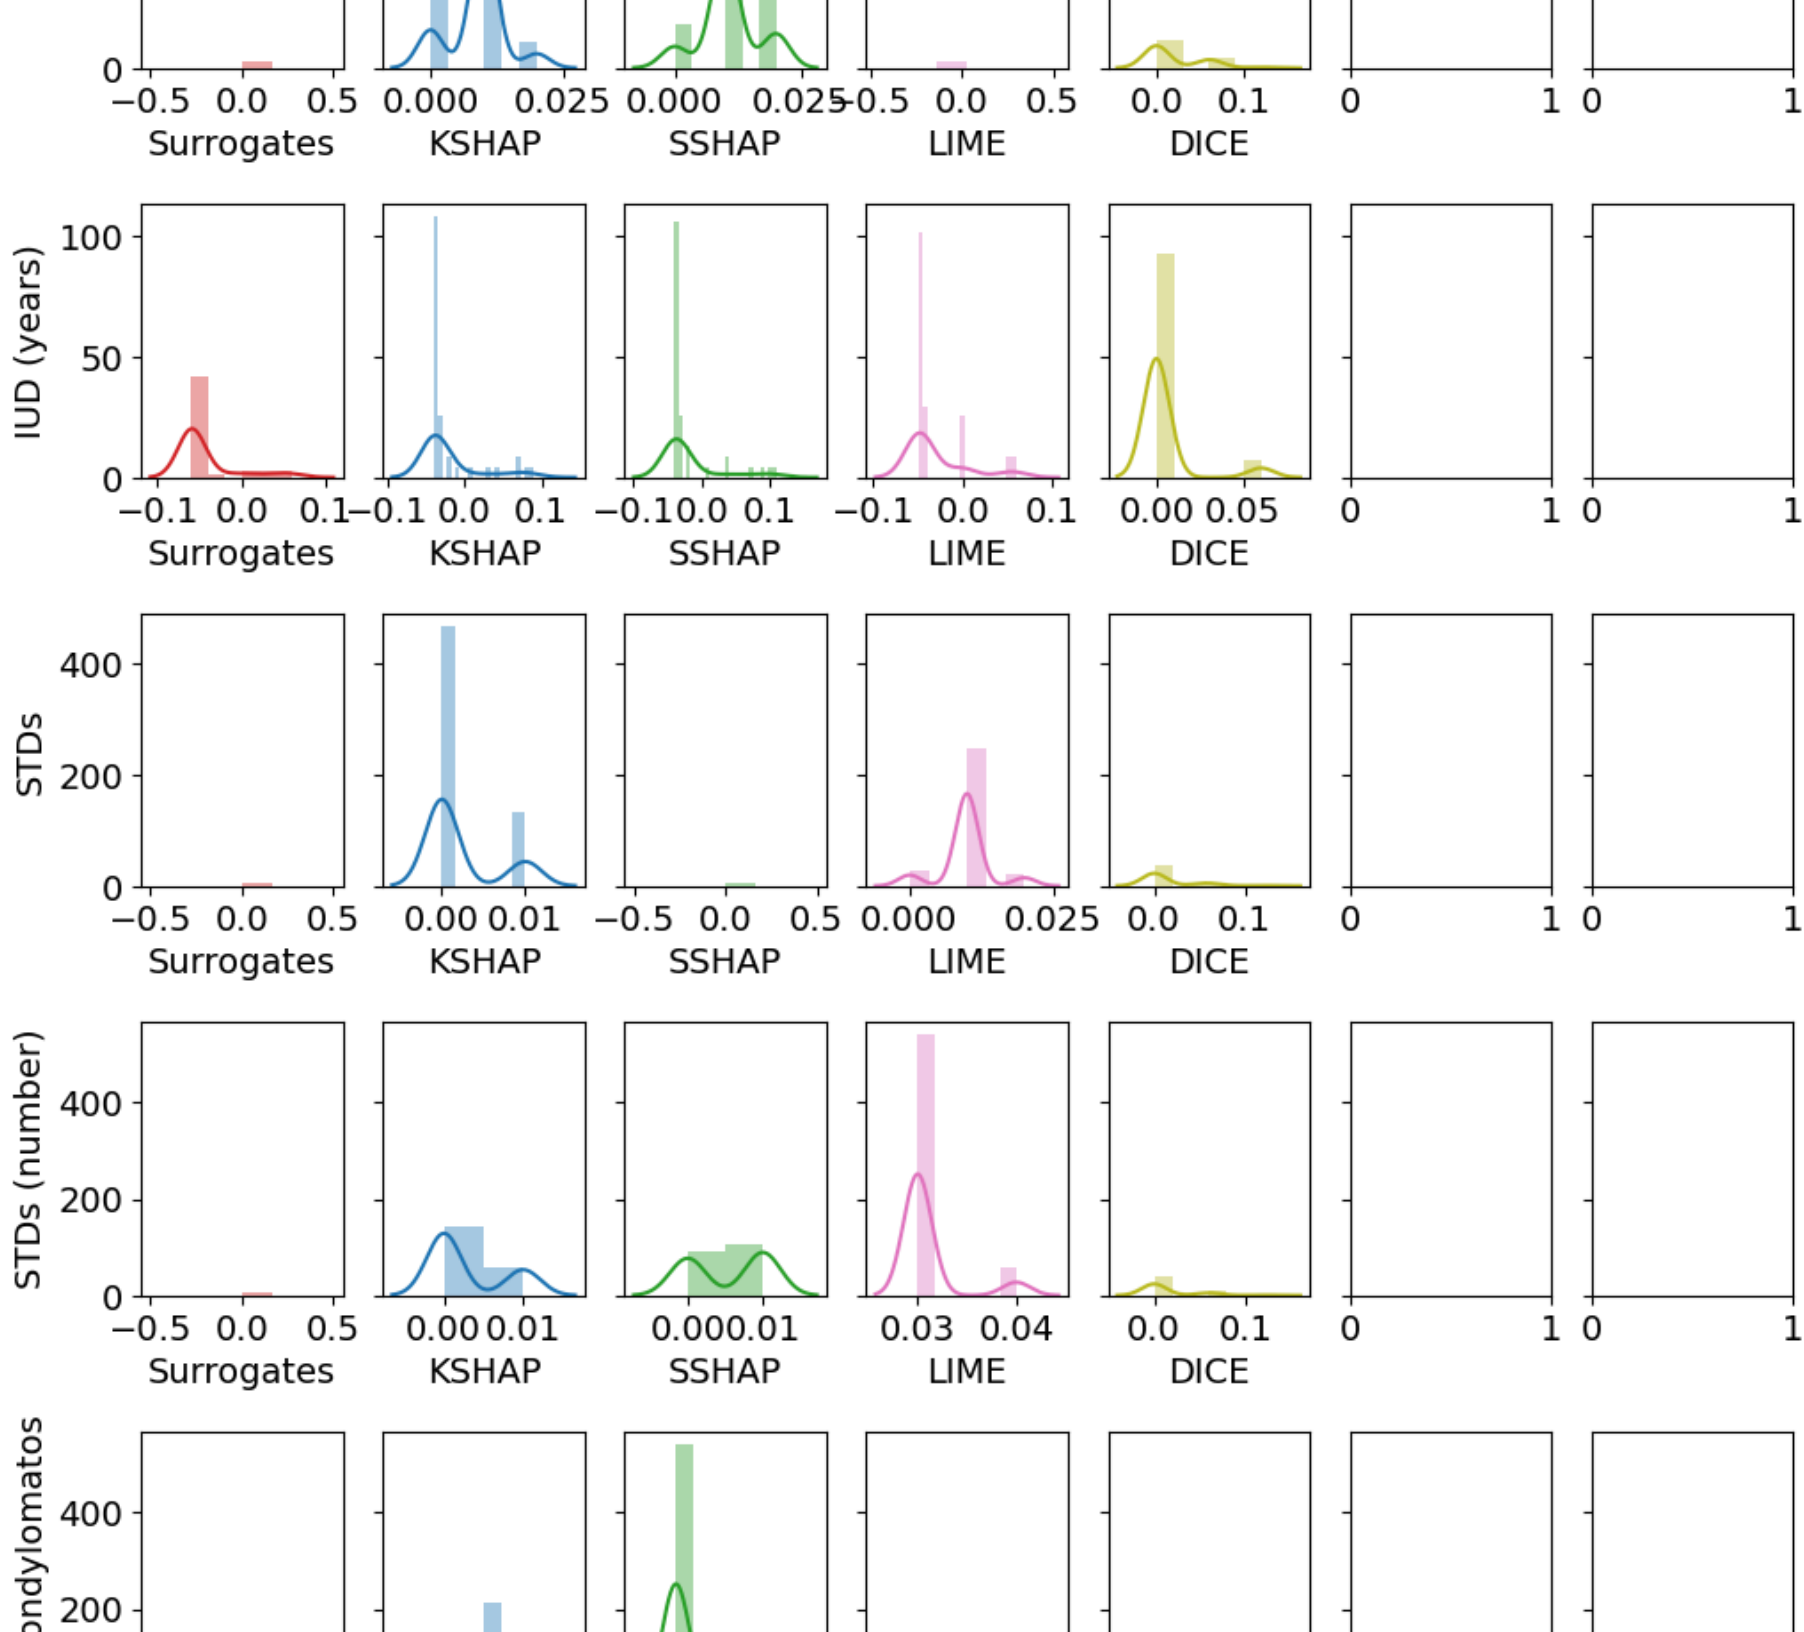 0
−0.5 0.0 0.5 0.000 0.025 0.000 0.025 −0.5 0.0 0.5 0.0 0.1 0 1 0 1
Surrogates KSHAP SSHAP LIME DICE
IUD (years)
100
50
0
−0.1 0.0 0.1 −0.1 0.0 0.1 −0.1 0.0 0.1 −0.1 0.0 0.1 0.00 0.05 0 1 0 1
Surrogates KSHAP SSHAP LIME DICE
STDs
400
200
0
−0.5 0.0 0.5 0.00 0.01 −0.5 0.0 0.5 0.000 0.025 0.0 0.1 0 1 0 1
Surrogates KSHAP SSHAP LIME DICE
STDs (number)
400
200
0
−0.5 0.0 0.5 0.00 0.01 0.00 0.01 0.03 0.04 0.0 0.1 0 1 0 1
Surrogates KSHAP SSHAP LIME DICE
ondylomatos
400
200